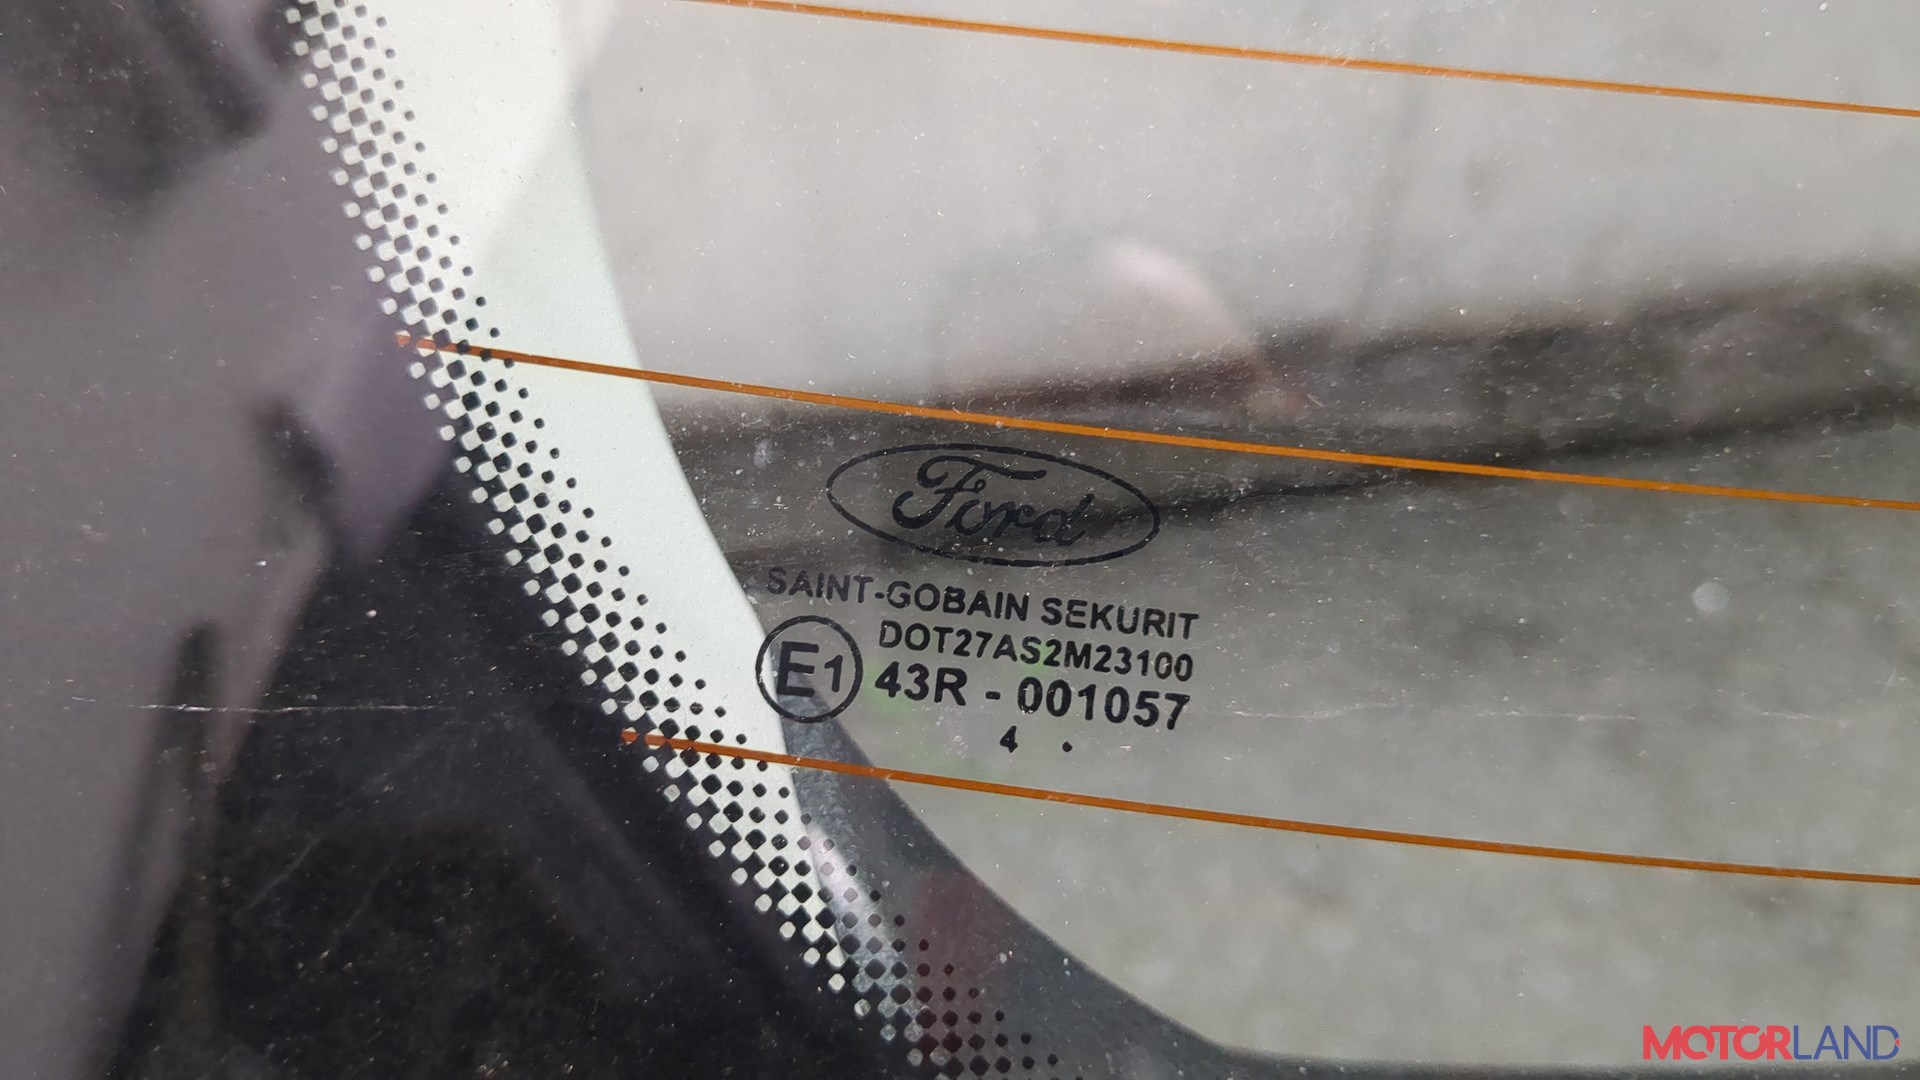 Ford
SAINT-GOBAIN SEKURIT
DOT27AS2M23100
E1 43R - 001057
4 .
MOTORLAND